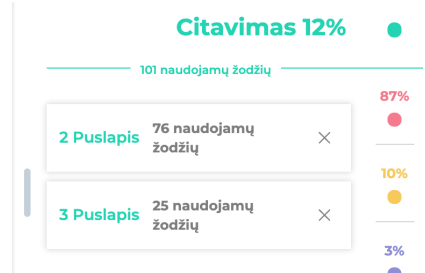 Citavimas 12%
101 naudojamų žodžių
87%
2 Puslapis
76 naudojamų
žodžių
10%
3 Puslapis
25 naudojamų
žodžių
3%